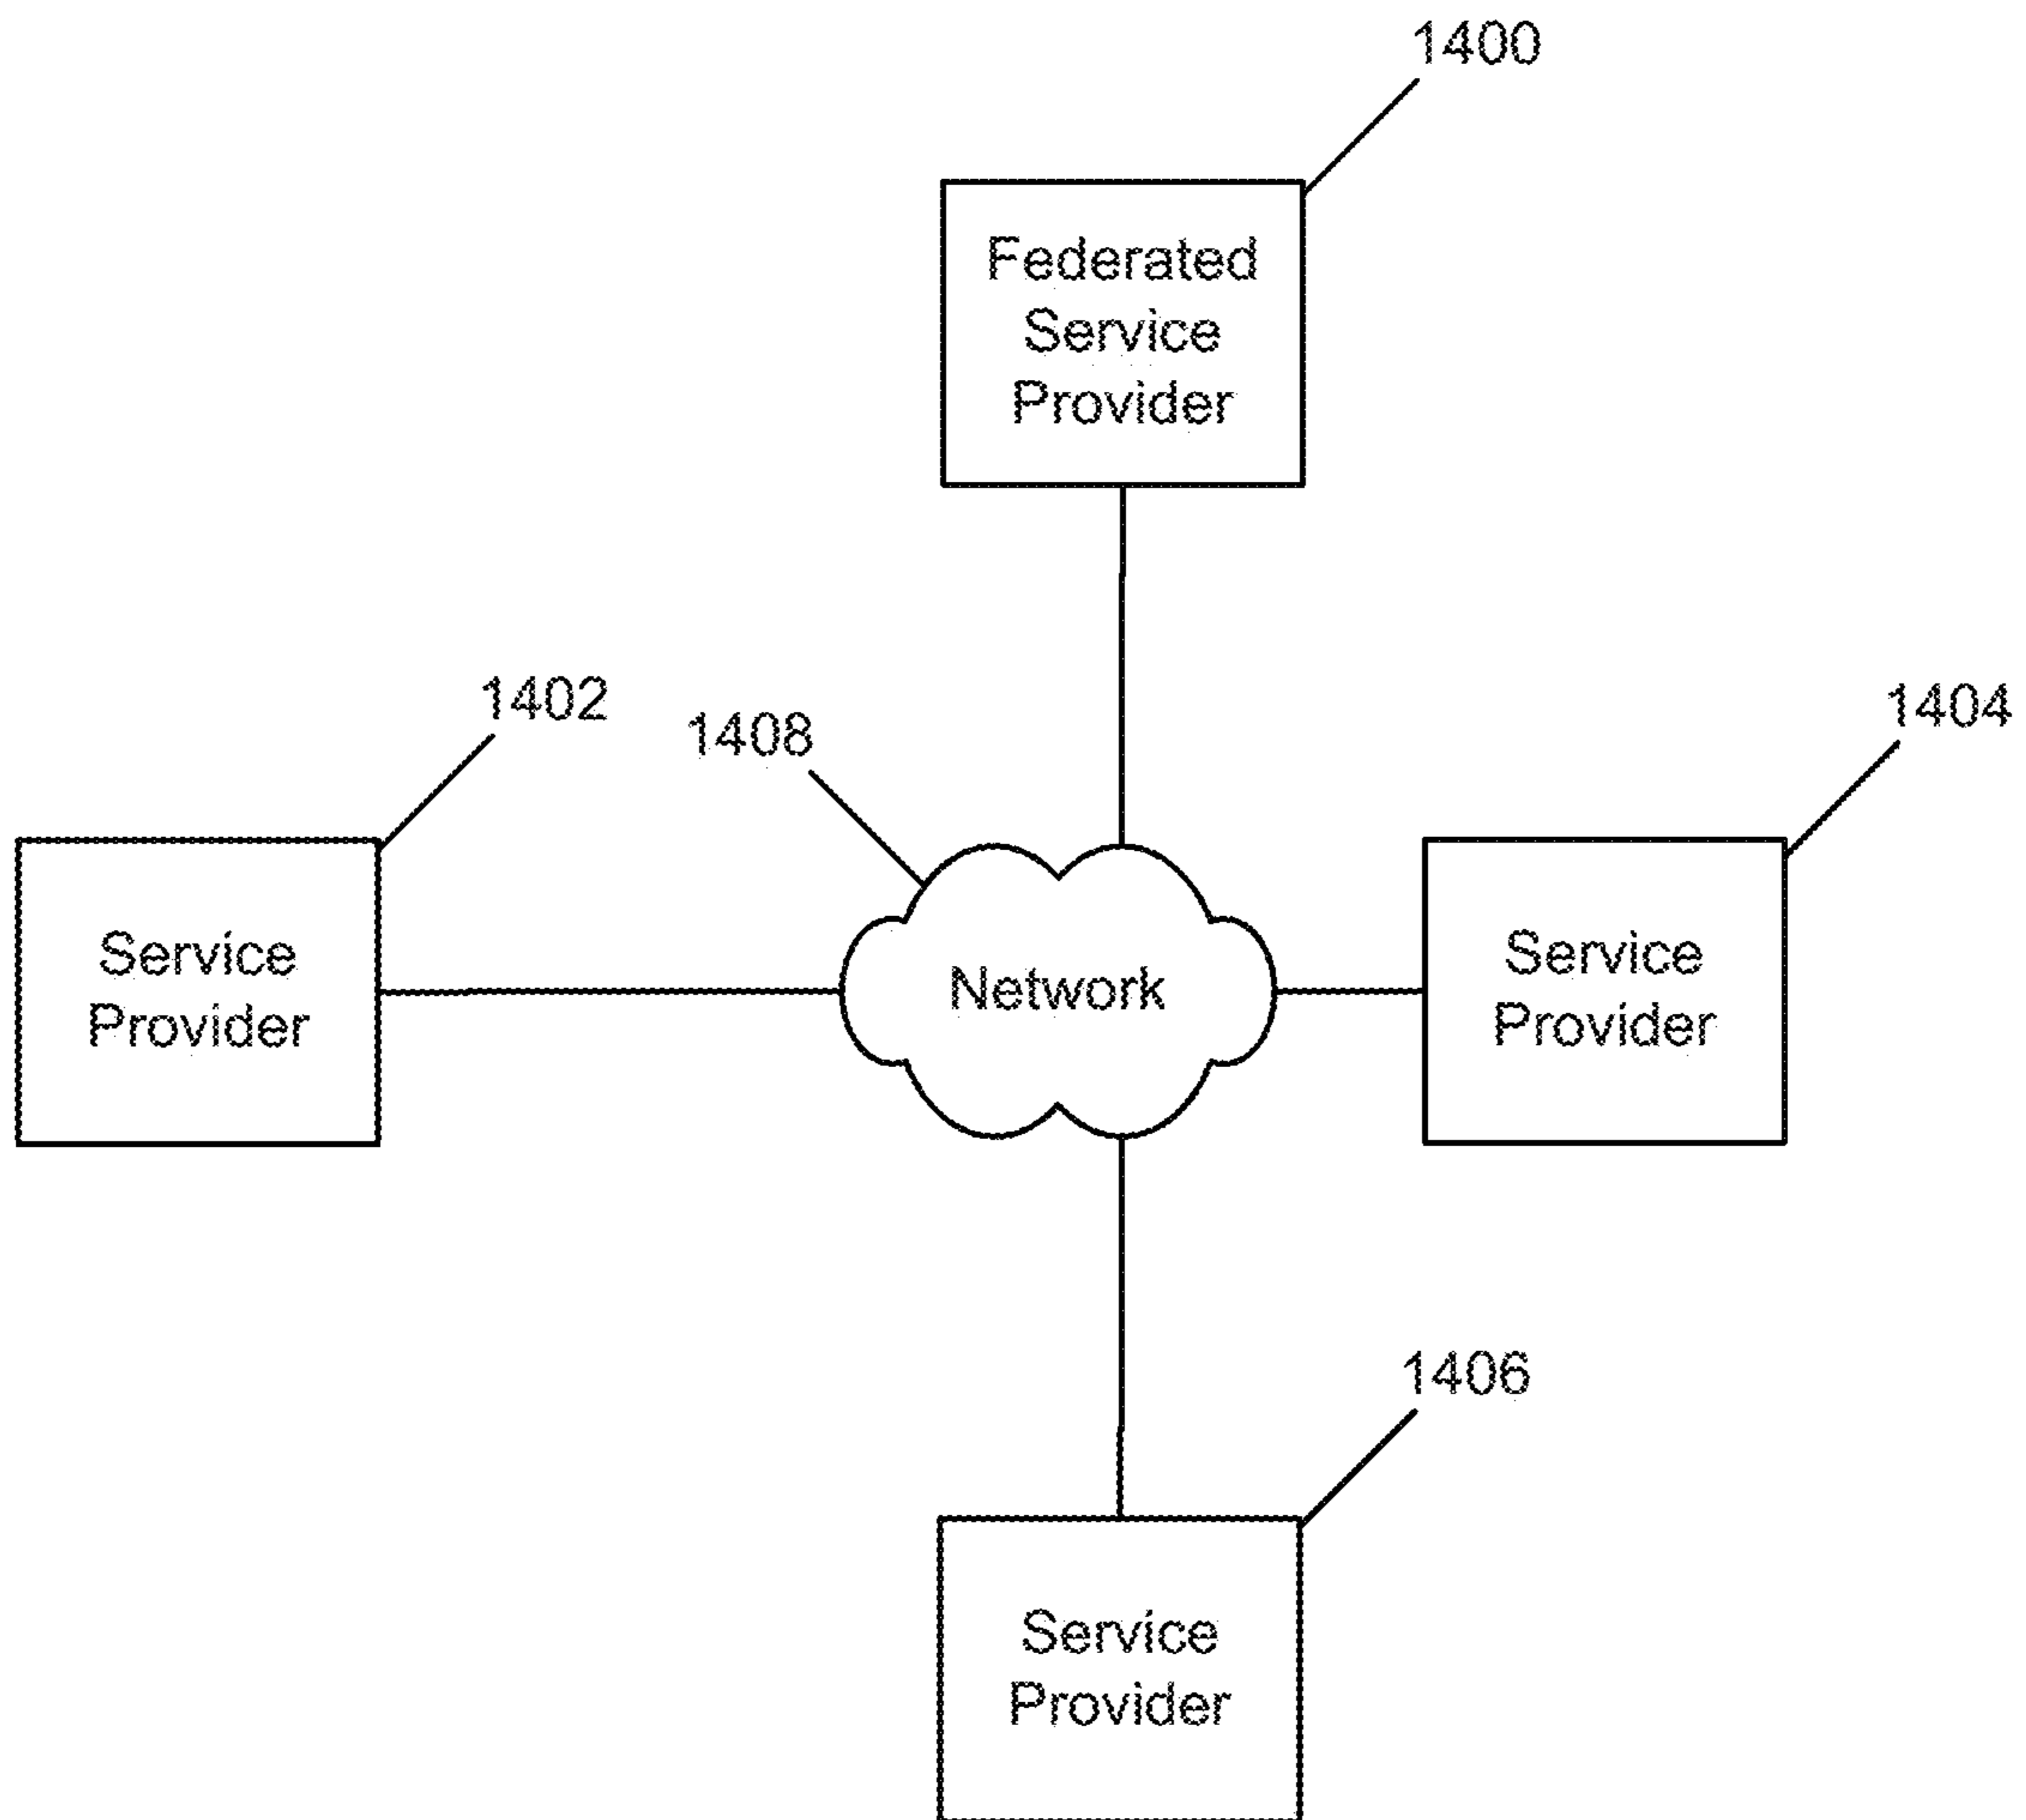 1400
Federated
Service
Provider
1402
1408
1404
Service
Provider
Network
Service
Provider
1406
Service
Provider